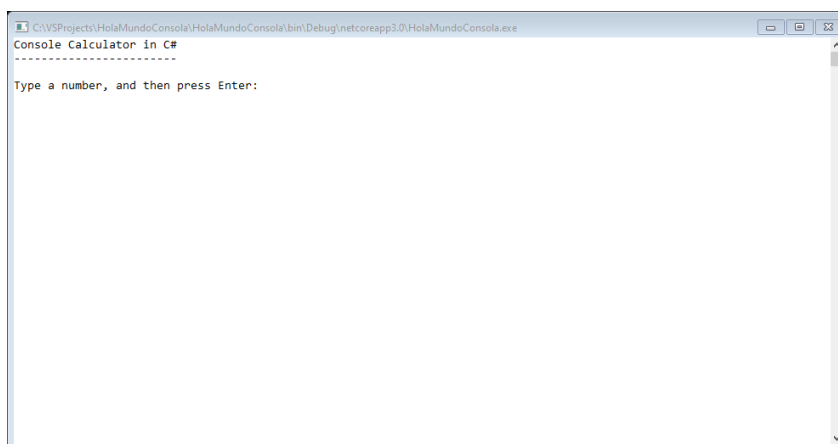 C:\VSProjects\HolaMundoConsola\HolaMundoConsola\bin\Debug\netcoreapp3.0\HolaMundoConsola.exe
Console Calculator in C#
------------------------
Type a number, and then press Enter: